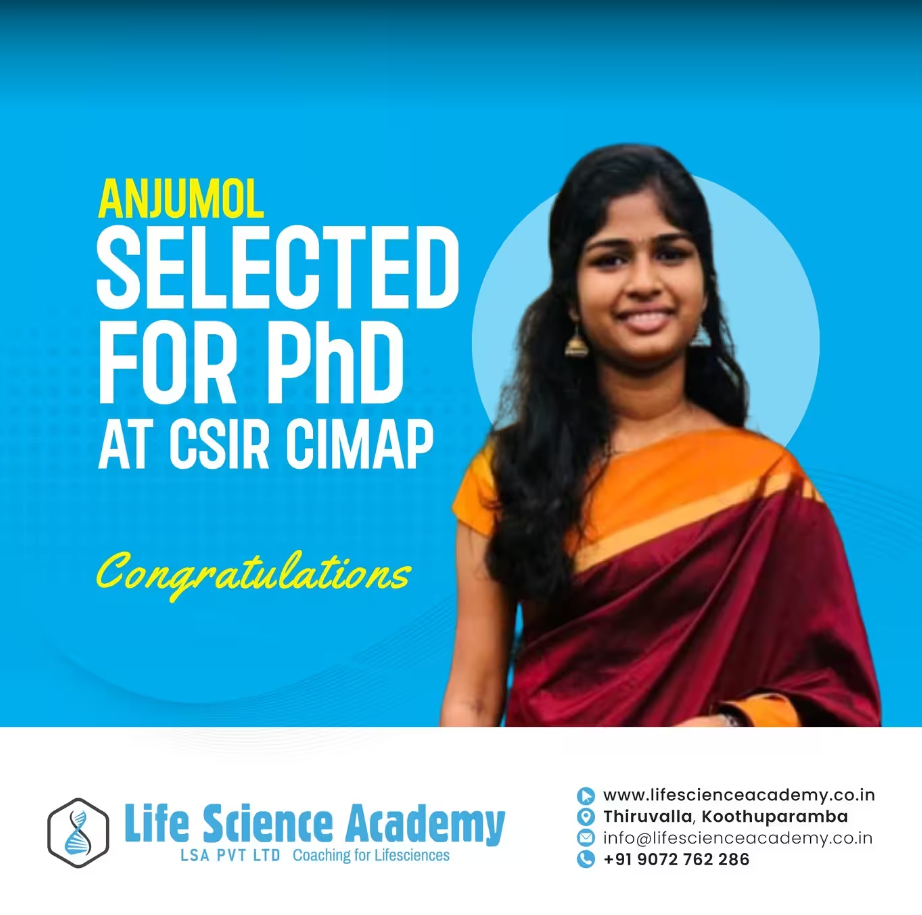 ANJUMOL
SELECTED
FOR PhD
AT CSIR CIMAP
Congratulations
Life Science Academy
LSA PVT LTD Coaching for Lifesciences
www.lifescienceacademy.co.in
Thiruvalla, Koothuparamba
info@lifescienceacademy.co.in
+91 9072 762 286